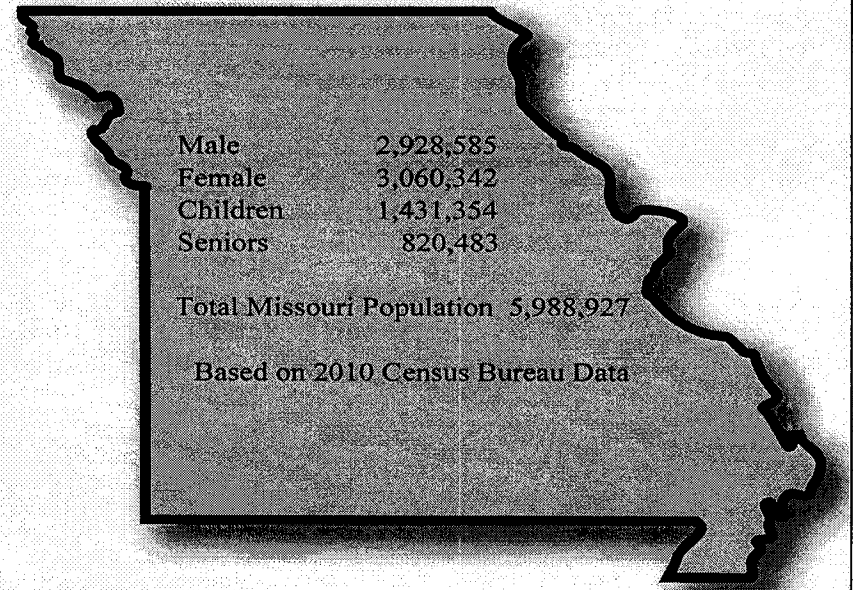 Male 2,928,585
Female 3,060,342
Children 1,431,354
Seniors 820,483
Total Missouri Population 5,988,927
Based on 2010 Census Bureau Data